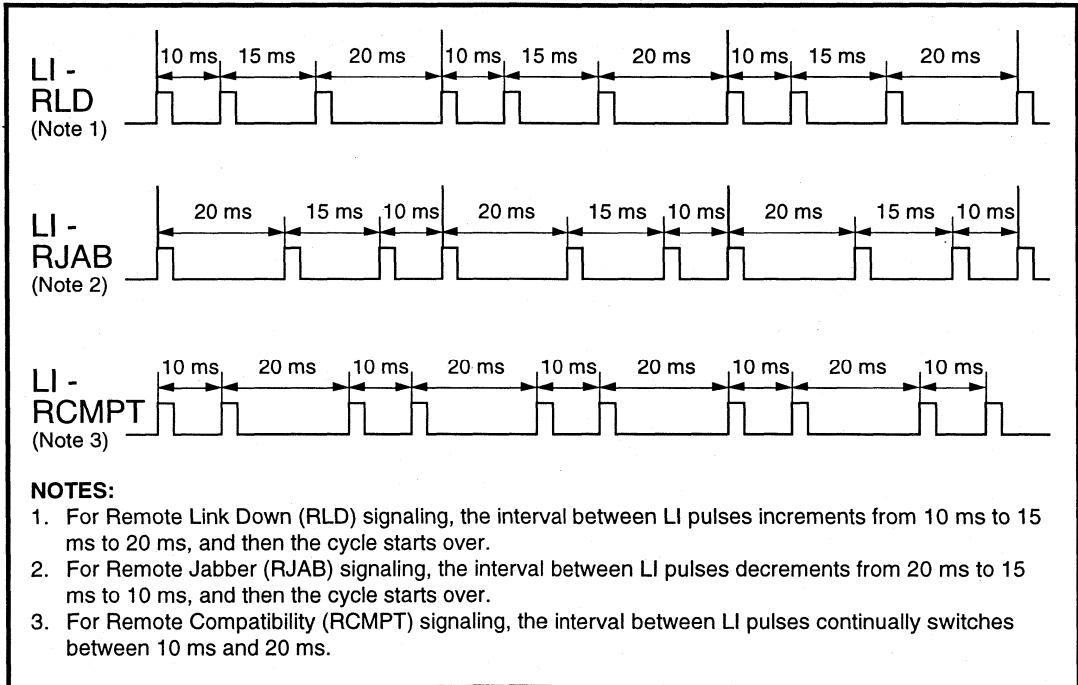 10 ms 15 ms 20 ms 10 ms 15 ms 20 ms 10 ms 15 ms 20 ms
LI -
RLD
(Note 1)
20 ms 15 ms 10 ms 20 ms 15 ms 10 ms 20 ms 15 ms 10 ms
LI -
RJAB
(Note 2)
10 ms 20 ms 10 ms 20 ms 10 ms 20 ms 10 ms 20 ms 10 ms
LI -
RCMPT
(Note 3)
NOTES:
1. For Remote Link Down (RLD) signaling, the interval between LI pulses increments from 10 ms to 15
ms to 20 ms, and then the cycle starts over.
2. For Remote Jabber (RJAB) signaling, the interval between LI pulses decrements from 20 ms to 15
ms to 10 ms, and then the cycle starts over.
3. For Remote Compatibility (RCMPT) signaling, the interval between LI pulses continually switches
between 10 ms and 20 ms.